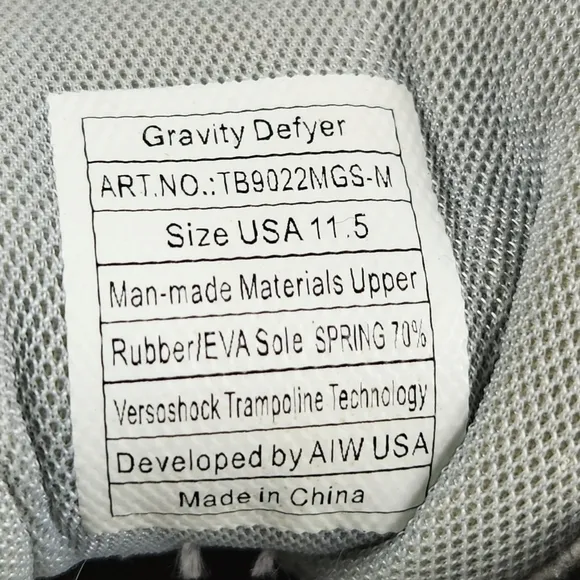 Gravity Defyer
ART.NO.:TB9022MGS-M
Size USA 11.5
Man-made Materials Upper
Rubber/EVA Sole SPRING 70%
Versoshock Trampoline Technology
Developed by AIW USA
Made in China